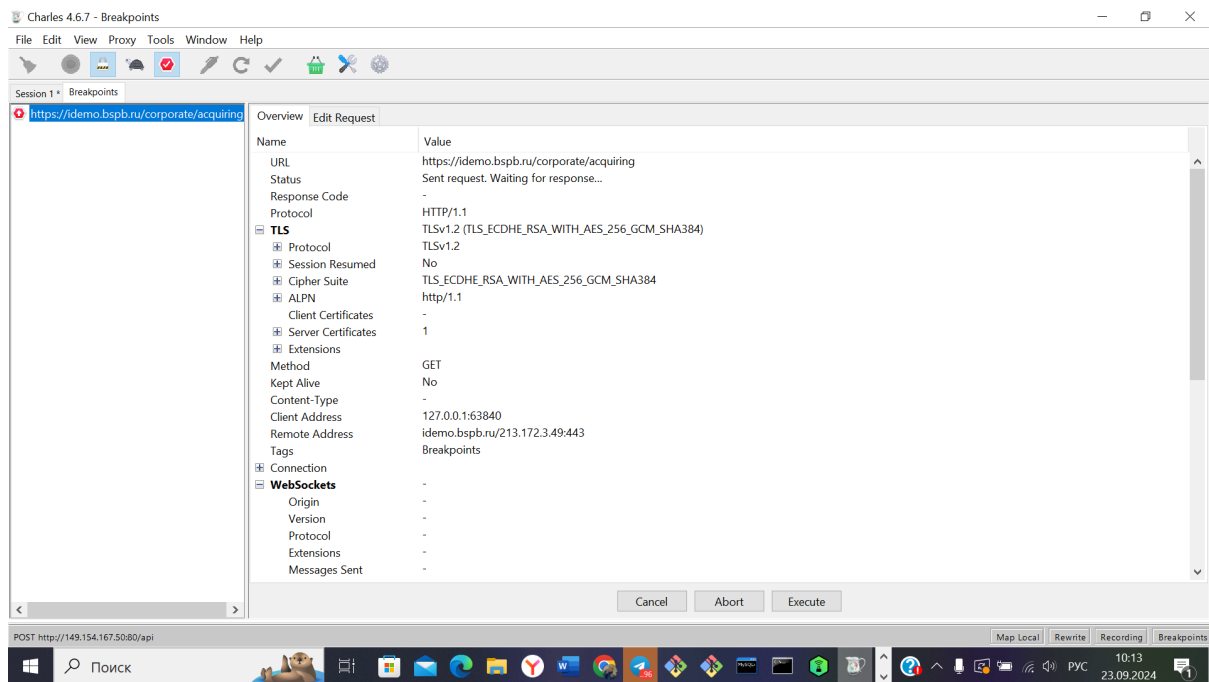 Charles 4.6.7 - Breakpoints
File Edit View Proxy Tools Window Help
Session 1 * Breakpoints
https://idemo.bspb.ru/corporate/acquiring
Overview Edit Request
Name Value
URL https://idemo.bspb.ru/corporate/acquiring
Status Sent request. Waiting for response...
Response Code -
Protocol HTTP/1.1
TLS TLSv1.2 (TLS_ECDHE_RSA_WITH_AES_256_GCM_SHA384)
Protocol TLSv1.2
Session Resumed No
Cipher Suite TLS_ECDHE_RSA_WITH_AES_256_GCM_SHA384
ALPN http/1.1
Client Certificates -
Server Certificates 1
Extensions
Method GET
Kept Alive No
Content-Type -
Client Address 127.0.0.1:63840
Remote Address idemo.bspb.ru/213.172.3.49:443
Tags Breakpoints
Connection
WebSockets -
Origin -
Version -
Protocol -
Extensions -
Messages Sent -
Cancel Abort Execute
POST http://149.154.167.50:80/api
Map Local Rewrite Recording Breakpoints
Поиск
96
РУС
10:13
23.09.2024
1